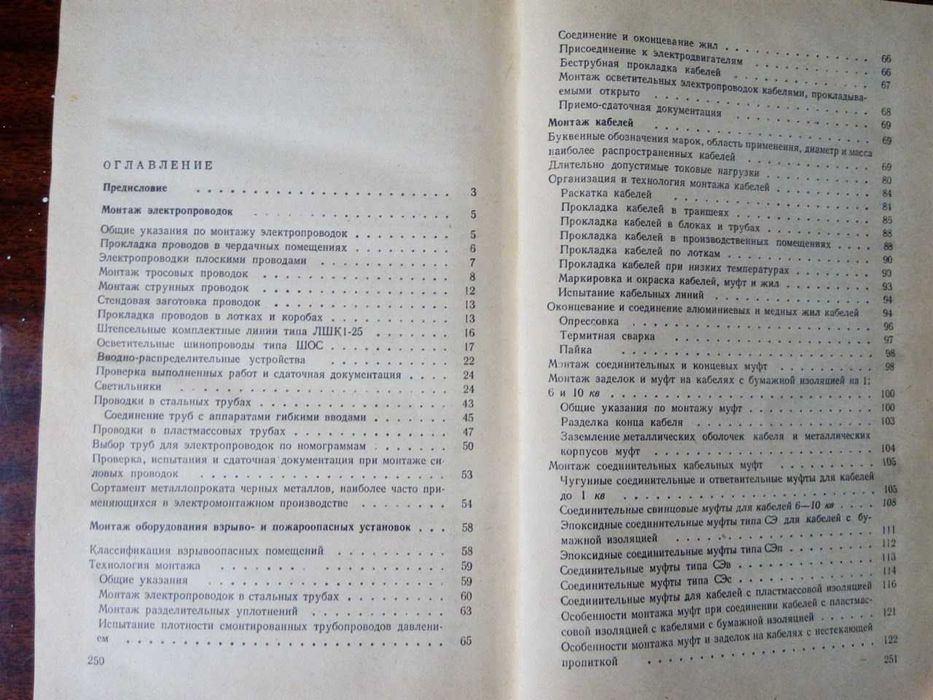 ОГЛАВЛЕНИЕ
Предисловие . . . . . . . . . . 3
Монтаж электропроводок . . . . . . . . 5
Общие указания по монтажу электропроводок . . . . 5
Прокладка проводов в чердачных помещениях . . . . 6
Электропроводки плоскими проводами . . . . 7
Монтаж тросовых проводок . . . . 8
Монтаж струнных проводок . . . . 12
Стендовая заготовка проводок . . . . 13
Прокладка проводов в лотках и коробах . . . . 13
Штепсельные комплектные линии типа ЛШК1-25 . . . . 16
Осветительные шинопроводы типа ШОС . . . . 17
Вводно-распределительные устройства . . . . 22
Проверка выполненных работ и сдаточная документация . . . . 24
Светильники . . . . 24
Проводки в стальных трубах . . . . 43
Соединение труб с аппаратами гибкими вводами . . . . 45
Проводки в пластмассовых трубах . . . . 47
Выбор труб для электропроводок по номограммам . . . . 50
Проверка, испытания и сдаточная документация при монтаже си-
ловых проводок . . . . 53
Сортамент металлопроката черных металлов, наиболее часто при-
меняющихся в электромонтажном производстве . . . . 54
Монтаж оборудования взрыво- и пожароопасных установок . . . 58
Классификация взрывоопасных помещений . . . . 58
Технология монтажа . . . . 59
Общие указания . . . . 59
Монтаж электропроводок в стальных трубах . . . . 60
Монтаж разделительных уплотнений . . . . 63
Испытание плотности смонтированных трубопроводов давлени-
ем . . . . 65
250
Соединение и оконцевание жил . . . . 66
Присоединение к электродвигателям . . . . 66
Беструбная прокладка кабелей . . . . 67
Монтаж осветительных электропроводок кабелями, прокладыва-
емыми открыто . . . . 68
Приемо-сдаточная документация . . . . 69
Монтаж кабелей . . . . 69
Буквенные обозначения марок, область применения, диаметр и масса
наиболее распространенных кабелей . . . . 69
Длительно допустимые токовые нагрузки . . . . 80
Организация и технология монтажа кабелей . . . . 84
Раскатка кабелей . . . . 84
Прокладка кабелей в траншеях . . . . 85
Прокладка кабелей в блоках и трубах . . . . 88
Прокладка кабелей в производственных помещениях . . . . 88
Прокладка кабелей по лоткам . . . . 90
Прокладка кабелей при низких температурах . . . . 90
Маркировка и окраска кабелей, муфт и жил . . . . 93
Испытание кабельных линий . . . . 94
Оконцевание и соединение алюминиевых и медных жил кабелей 94
Опрессовка . . . . 96
Термитная сварка . . . . 97
Пайка . . . . 98
Монтаж соединительных и концевых муфт . . . . 98
Монтаж заделок и муфт на кабелях с бумажной изоляцией на 1;
6 и 10 кв . . . . 100
Общие указания по монтажу муфт . . . . 100
Разделка конца кабеля . . . . 103
Заземление металлических оболочек кабеля и металлических
корпусов муфт . . . . 104
Монтаж соединительных кабельных муфт . . . . 105
Чугунные соединительные и ответвительные муфты для кабелей
до 1 кв . . . . 105
Соединительные свинцовые муфты для кабелей 6—10 кв . . . . 108
Эпоксидные соединительные муфты типа СЭ для кабелей с бу-
мажной изоляцией . . . . 111
Эпоксидные соединительные муфты типа СЭп . . . . 112
Соединительные муфты типа СЭв . . . . 113
Соединительные муфты типа СЭс . . . . 114
Соединительные муфты для кабелей с пластмассовой изоляцией 116
Особенности монтажа муфт при соединении кабелей с пластмас-
совой изоляцией с кабелями с бумажной изоляцией . . . . 121
Особенности монтажа муфт и заделок на кабелях с нестекающей
пропиткой . . . . 122
251